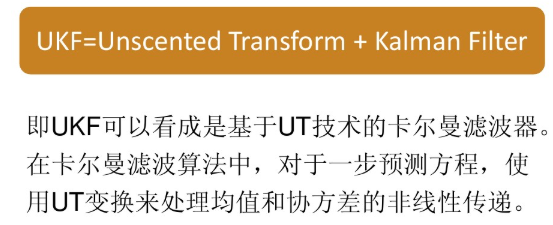 UKF=Unscented Transform + Kalman Filter
即UKF可以看成是基于UT技术的卡尔曼滤波器。
在卡尔曼滤波算法中，对于一步预测方程，使
用UT变换来处理均值和协方差的非线性传递。